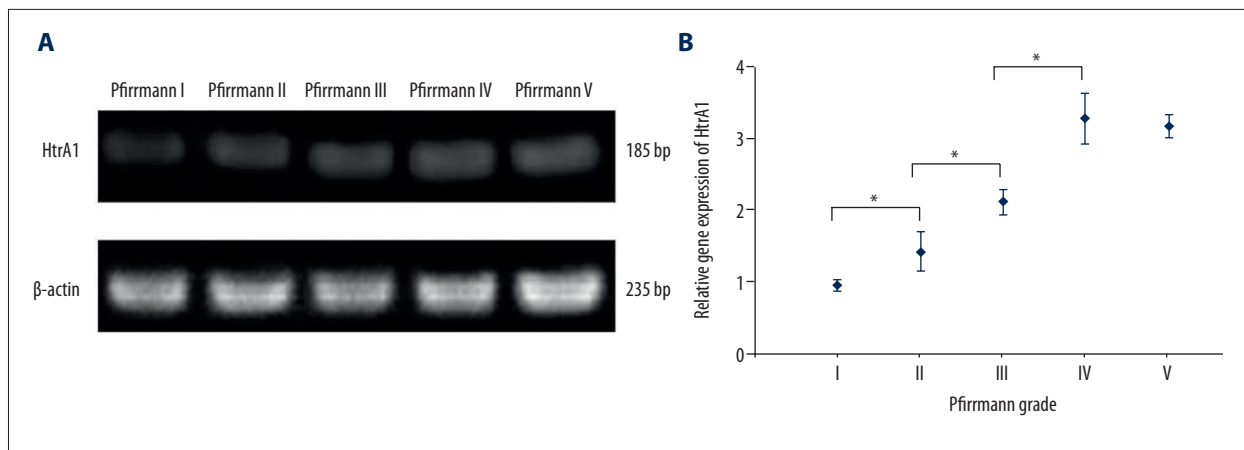 A
Pfirrmann I Pfirrmann II Pfirrmann III Pfirrmann IV Pfirrmann V
HtrA1 185 bp
β-actin 235 bp
B
Relative gene expression of HtrA1
4
3
2
1
0
*
*
*
I II III IV V
Pfirrmann grade